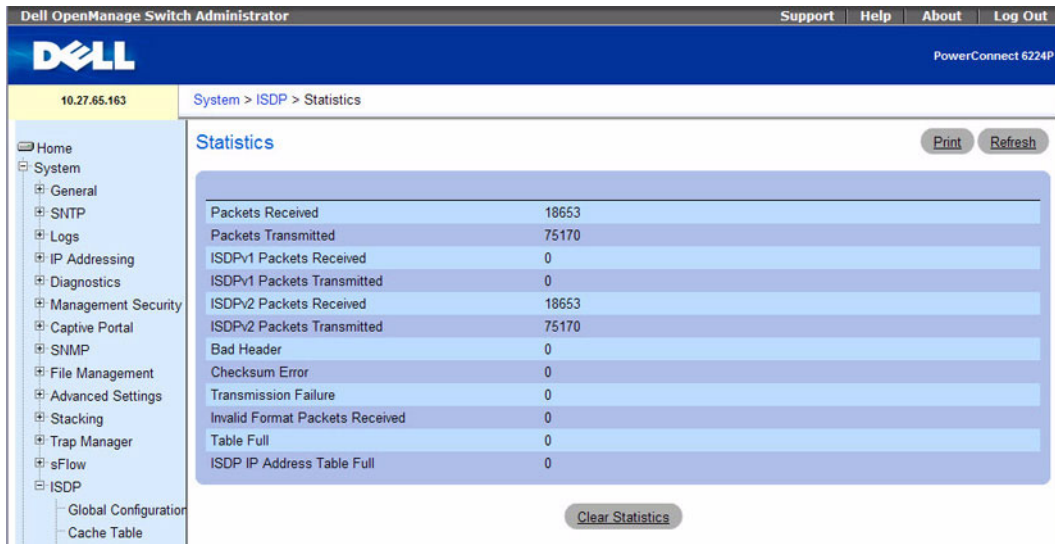 Dell OpenManage Switch Administrator
Support Help About Log Out
DELL
PowerConnect 6224P
10.27.65.163
System > ISDP > Statistics
Home
System
General
SNTP
Logs
IP Addressing
Diagnostics
Management Security
Captive Portal
SNMP
File Management
Advanced Settings
Stacking
Trap Manager
sFlow
ISDP
Global Configuration
Cache Table
Statistics
Print Refresh
Packets Received 18653
Packets Transmitted 75170
ISDPv1 Packets Received 0
ISDPv1 Packets Transmitted 0
ISDPv2 Packets Received 18653
ISDPv2 Packets Transmitted 75170
Bad Header 0
Checksum Error 0
Transmission Failure 0
Invalid Format Packets Received 0
Table Full 0
ISDP IP Address Table Full 0
Clear Statistics